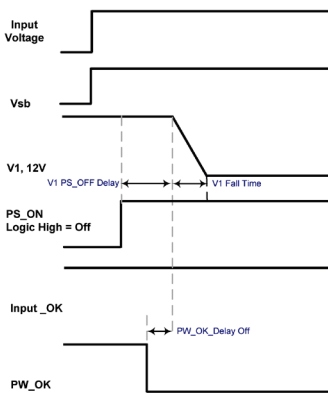 Input
Voltage
Vsb
V1, 12V
V1 PS_OFF Delay
V1 Fall Time
PS_ON
Logic High = Off
Input _OK
PW_OK_Delay Off
PW_OK